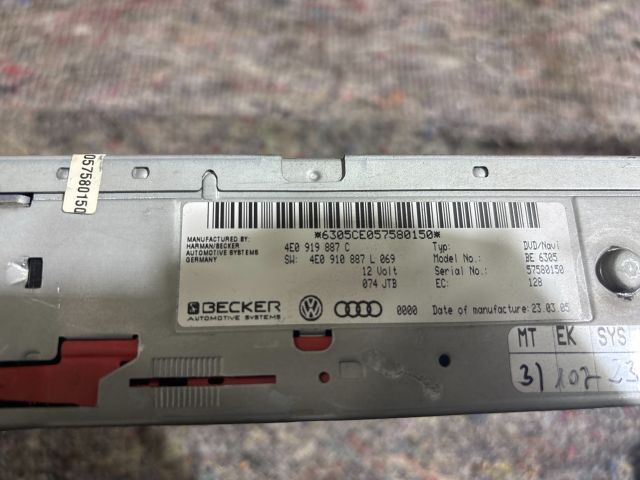 057580150
*6305CE057580150*
MANUFACTURED BY:
HARMAN/BECKER
AUTOMOTIVE SYSTEMS
GERMANY
4E0 919 887 C
SW: 4E0 910 887 L 069
12 Volt
074 JTB
Typ: DVD/Navi
Model No.: BE 6305
Serial No.: 57580150
EC: 128
BECKER
AUTOMOTIVE SYSTEMS
0000 Date of manufacture: 23.03.05
MT EK SYS
3) 107